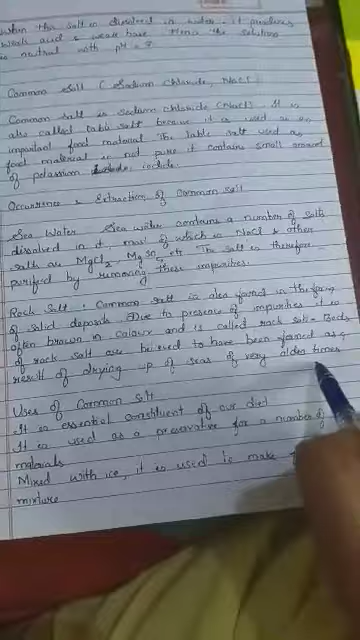 When this salt is dissolved in water, it produces
weak acid & weak base. Hence the solution
is neutral with pH = 7
Common Salt (Sodium Chloride, NaCl)
Common salt is Sodium Chloride (NaCl). It is
also called table salt because it is used as an
important food material. The table salt used as
food material is not pure it contains small amount
of potassium iodide
Occurrence & Extraction of Common Salt
Sea Water. Sea water contains a number of salts
dissolved in it, most of which is NaCl & other
salts as MgCl2, MgSO4 etc. The salt is therefore
purified by removing these impurities.
Rock Salt. Common salt is also found in the form
of solid deposits. Due to presence of impurities it is
often brown in colour and is called rock salt. Beds
of rock salt are believed to have been formed as a
result of drying up of seas of very olden times
Uses of Common Salt
It is essential constituent of our diet
It is used as a preservative for a number of
materials
Mixed with ice, it is used to make
mixture